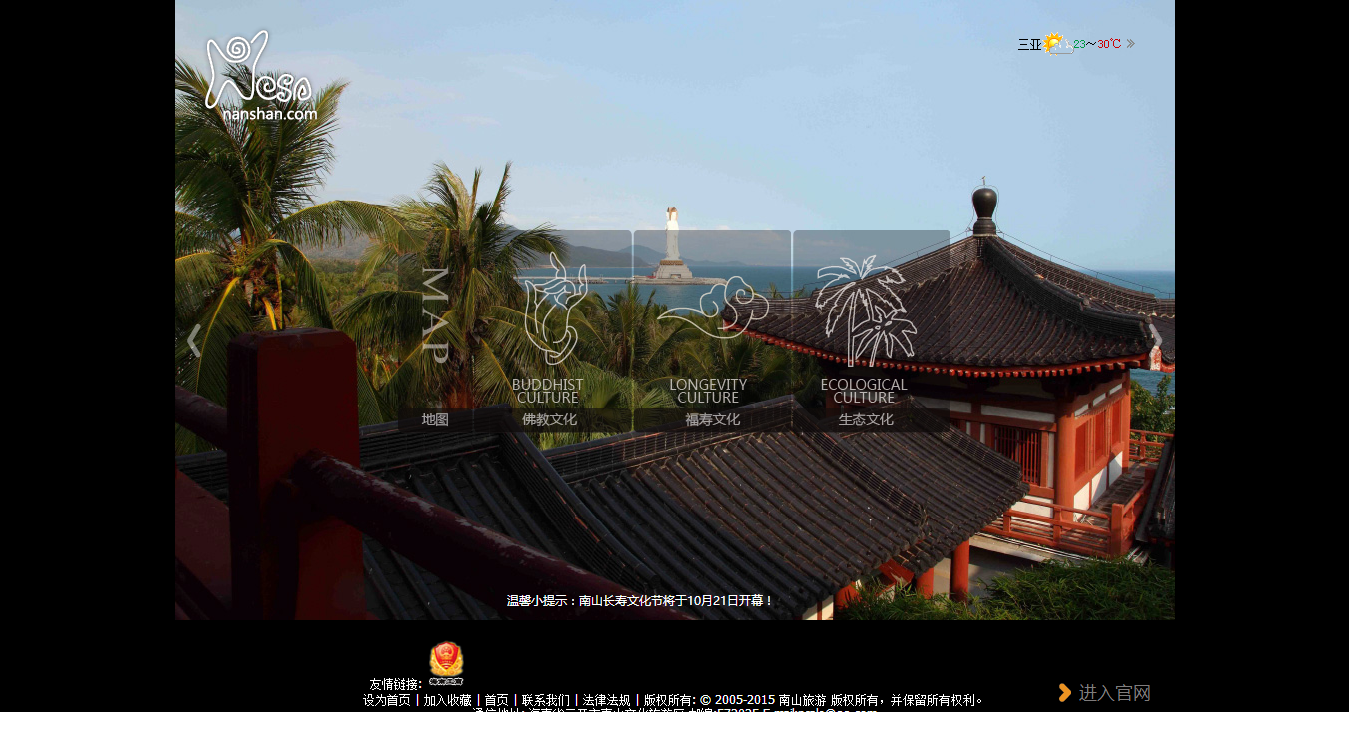 nanshan.com
三亚 23～30℃
MAP
地图
BUDDHIST
CULTURE
佛教文化
LONGEVITY
CULTURE
福寿文化
ECOLOGICAL
CULTURE
生态文化
温馨小提示：南山长寿文化节将于10月21日开幕！
友情链接:
设为首页 | 加入收藏 | 首页 | 联系我们 | 法律法规 | 版权所有: © 2005-2015 南山旅游 版权所有，并保留所有权利。
进入官网